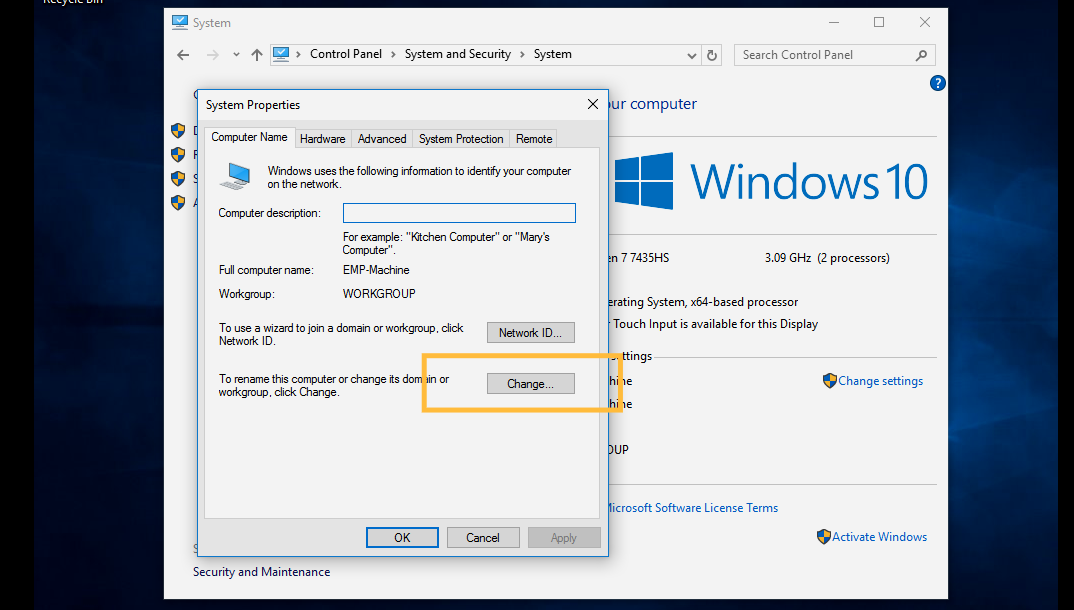 Recycle Bin
System
Control Panel
System and Security
System
Search Control Panel
?
System Properties
our computer
Computer Name
Hardware
Advanced
System Protection
Remote
Windows uses the following information to identify your computer
on the network.
Windows 10
Computer description:
For example: "Kitchen Computer" or "Mary's
Computer".
en 7 7435HS
3.09 GHz (2 processors)
Full computer name:
EMP-Machine
Workgroup:
WORKGROUP
erating System, x64-based processor
Touch Input is available for this Display
To use a wizard to join a domain or workgroup, click
Network ID.
Network ID...
ettings
To rename this computer or change its domain or
workgroup, click Change.
Change...
hine
Change settings
hine
OUP
Microsoft Software License Terms
OK
Cancel
Apply
Activate Windows
Security and Maintenance